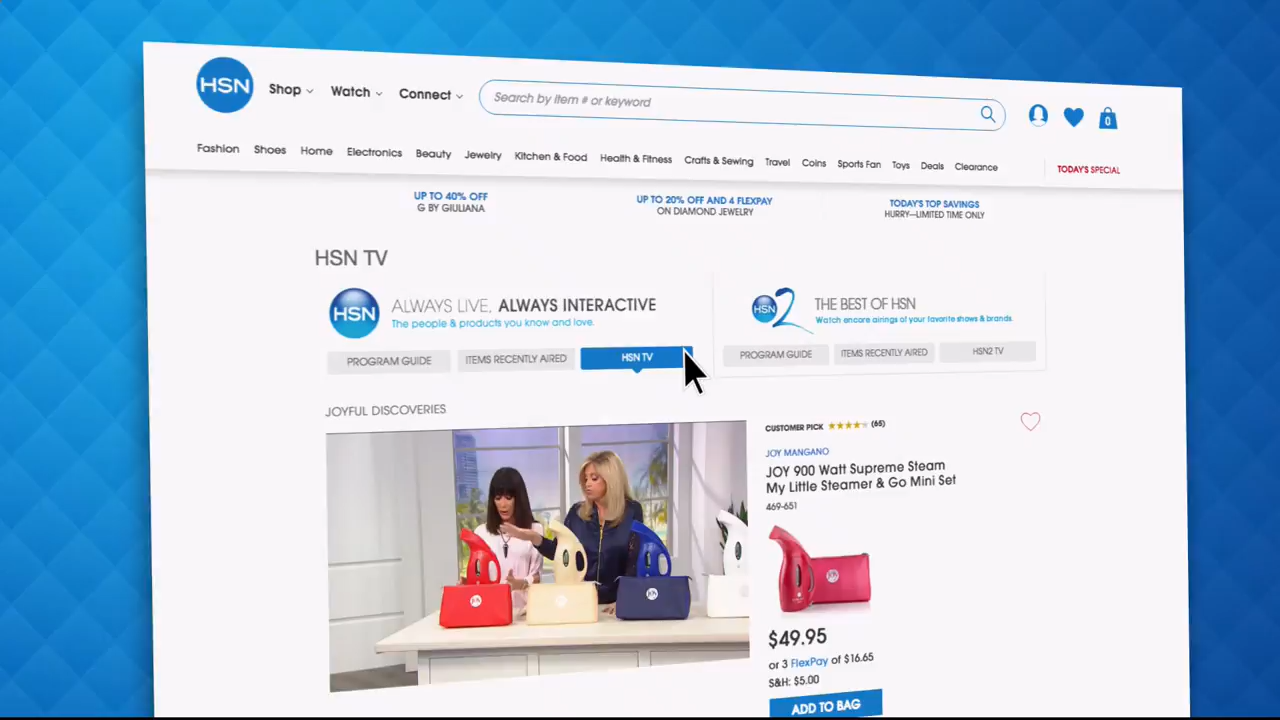 HSN
Shop
Watch
Connect
Search by item # or keyword
0
Fashion
Shoes
Home
Electronics
Beauty
Jewelry
Kitchen & Food
Health & Fitness
Crafts & Sewing
Travel
Coins
Sports Fan
Toys
Deals
Clearance
TODAY'S SPECIAL
UP TO 40% OFF
G BY GIULIANA
UP TO 20% OFF AND 4 FLEXPAY
ON DIAMOND JEWELRY
TODAY'S TOP SAVINGS
HURRY—LIMITED TIME ONLY
HSN TV
HSN
ALWAYS LIVE, ALWAYS INTERACTIVE
The people & products you know and love.
PROGRAM GUIDE
ITEMS RECENTLY AIRED
HSN TV
HSN2
THE BEST OF HSN
Watch encore airings of your favorite shows & brands.
PROGRAM GUIDE
ITEMS RECENTLY AIRED
HSN2 TV
JOYFUL DISCOVERIES
CUSTOMER PICK
(65)
JOY MANGANO
JOY 900 Watt Supreme Steam
My Little Steamer & Go Mini Set
469-651
$49.95
or 3 FlexPay of $16.65
S&H: $5.00
ADD TO BAG